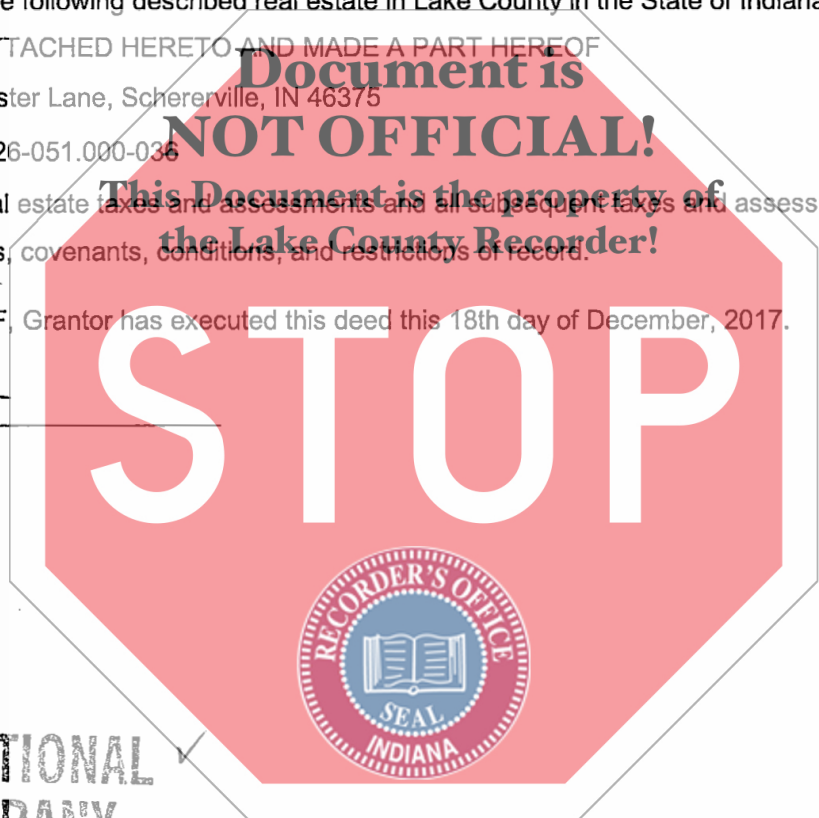 e following described real estate in Lake County in the State of Indiana
TACHED HERETO AND MADE A PART HEREOF
Document is
ster Lane, Schererville, IN 46375
NOT OFFICIAL!
26-051.000-036
This Document is the property of
l estate taxes and assessments and all subsequent taxes and assess
the Lake County Recorder!
s, covenants, conditions, and restrictions of record.
F, Grantor has executed this deed this 18th day of December, 2017.
STOP
RECORDER'S OFFICE
SEAL
INDIANA
TIONAL
PANY